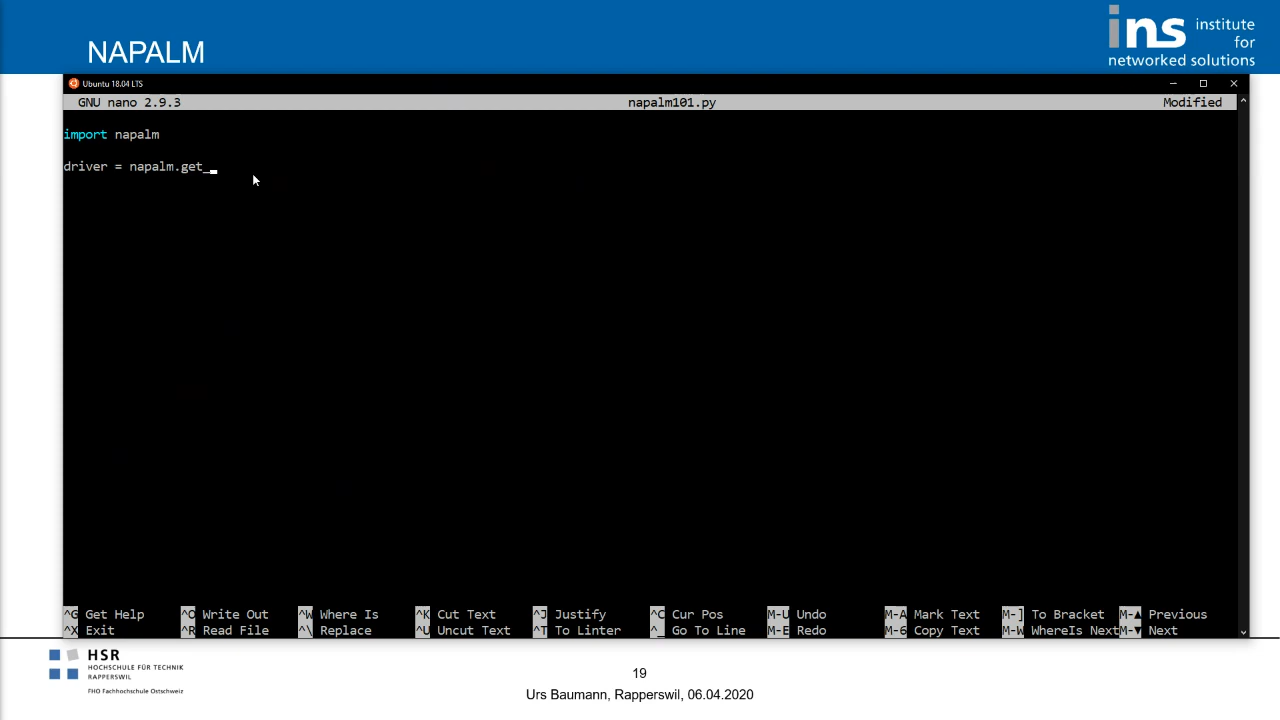 NAPALM
ins institute for networked solutions
Ubuntu 18.04 LTS
GNU nano 2.9.3 napalm101.py Modified
import napalm
driver = napalm.get_
^G Get Help ^O Write Out ^W Where Is ^K Cut Text ^J Justify ^C Cur Pos M-U Undo M-A Mark Text M-] To Bracket M-▲ Previous
^X Exit ^R Read File ^\ Replace ^U Uncut Text ^T To Linter ^_ Go To Line M-E Redo M-6 Copy Text M-W WhereIs Next M-▼ Next
HSR
HOCHSCHULE FÜR TECHNIK
RAPPERSWIL
FHO Fachhochschule Ostschweiz
19
Urs Baumann, Rapperswil, 06.04.2020